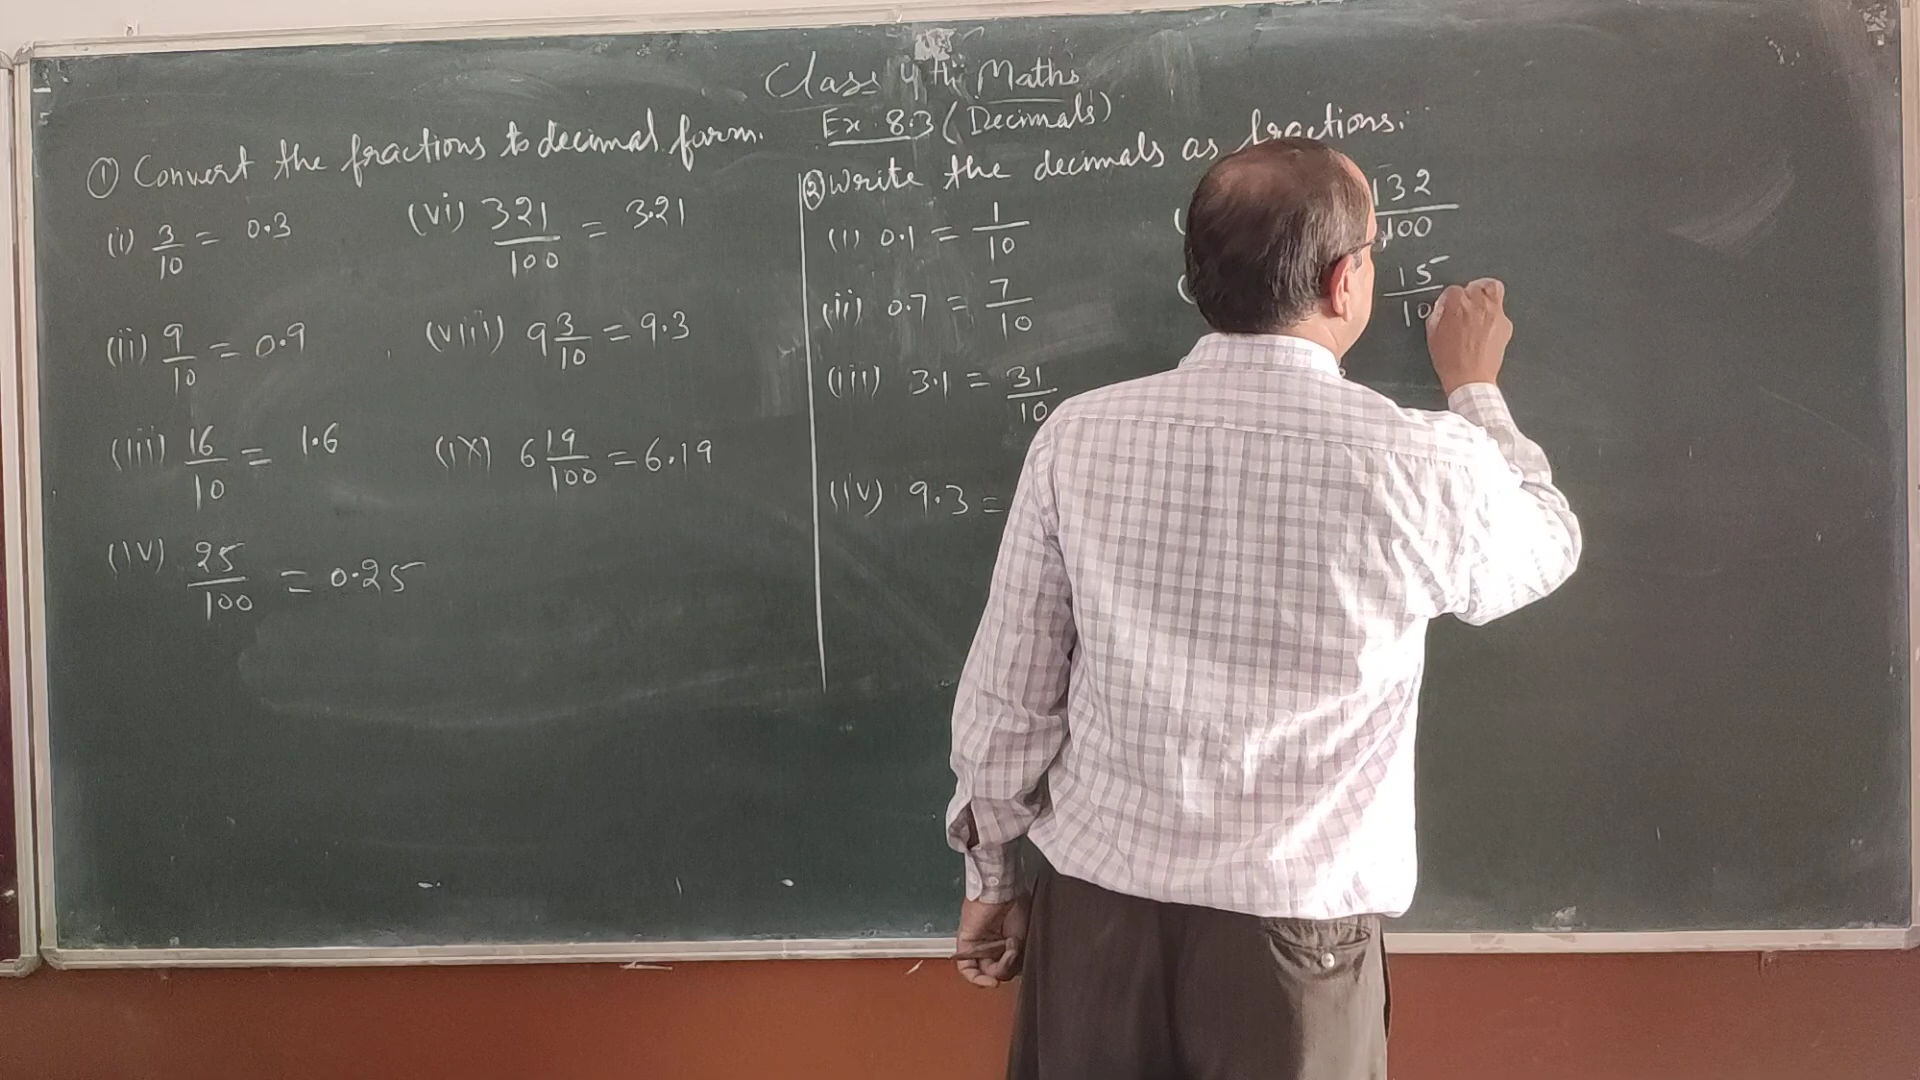 Class 4th Maths
Ex. 8.3 (Decimals)
① Convert the fractions to decimal form.
(i) 3/10 = 0.3
(ii) 9/10 = 0.9
(iii) 16/10 = 1.6
(iv) 25/100 = 0.25
(vi) 321/100 = 3.21
(viii) 9 3/10 = 9.3
(ix) 6 19/100 = 6.19
② Write the decimals as fractions.
(i) 0.1 = 1/10
(ii) 0.7 = 7/10
(iii) 3.1 = 31/10
(iv) 9.3 =
132/100
15/10